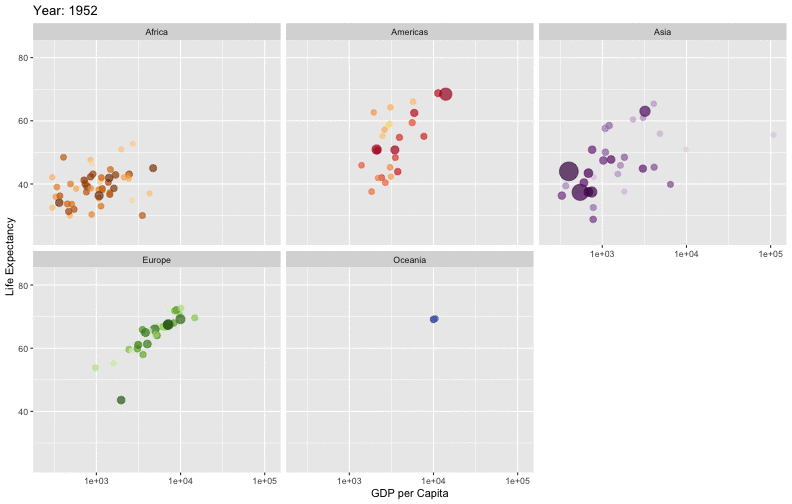 Year: 1952
Africa
Americas
Asia
80
60
40
1e+03 1e+04 1e+05
Life Expectancy
Europe
Oceania
80
60
40
1e+03 1e+04 1e+05
1e+03 1e+04 1e+05
GDP per Capita